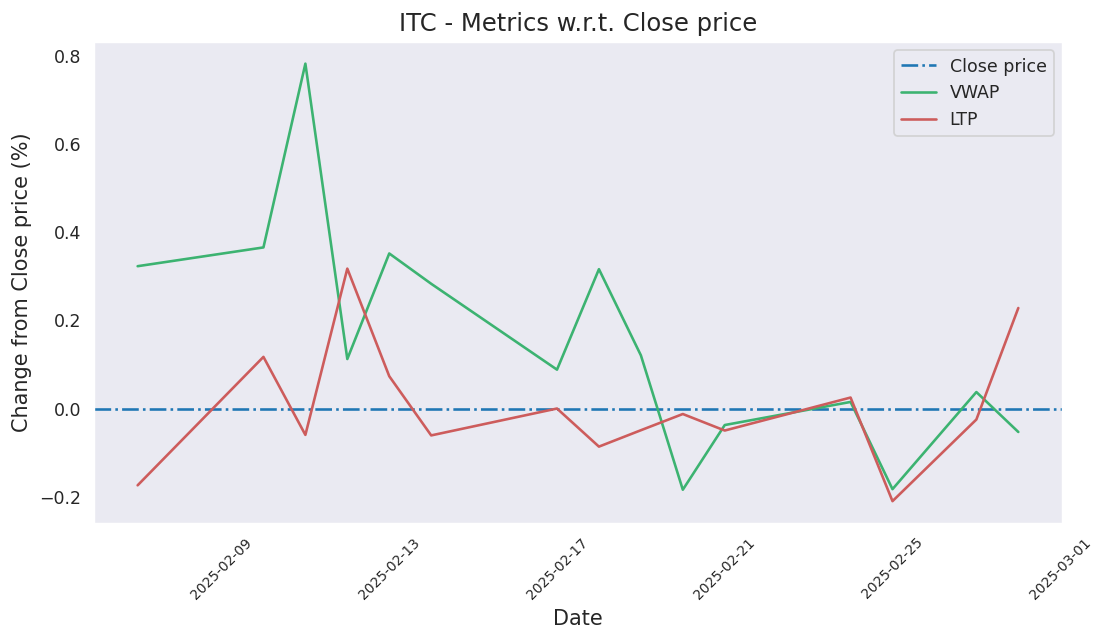 ITC - Metrics w.r.t. Close price
Close price
VWAP
LTP
Change from Close price (%)
0.8
0.6
0.4
0.2
0.0
−0.2
2025-02-09
2025-02-13
2025-02-17
2025-02-21
2025-02-25
2025-03-01
Date